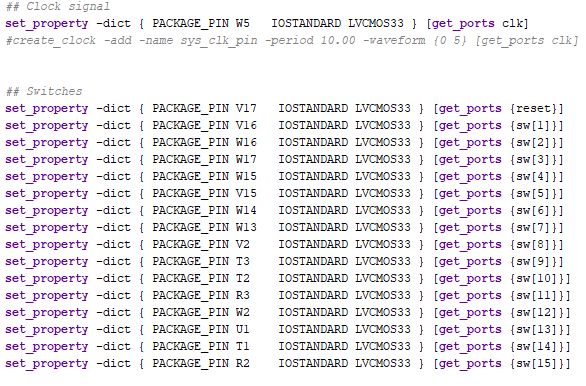 ## Clock signal
set_property -dict { PACKAGE_PIN W5   IOSTANDARD LVCMOS33 } [get_ports clk]
#create_clock -add -name sys_clk_pin -period 10.00 -waveform {0 5} [get_ports clk]
## Switches
set_property -dict { PACKAGE_PIN V17   IOSTANDARD LVCMOS33 } [get_ports {reset}]
set_property -dict { PACKAGE_PIN V16   IOSTANDARD LVCMOS33 } [get_ports {sw[1]}]
set_property -dict { PACKAGE_PIN W16   IOSTANDARD LVCMOS33 } [get_ports {sw[2]}]
set_property -dict { PACKAGE_PIN W17   IOSTANDARD LVCMOS33 } [get_ports {sw[3]}]
set_property -dict { PACKAGE_PIN W15   IOSTANDARD LVCMOS33 } [get_ports {sw[4]}]
set_property -dict { PACKAGE_PIN V15   IOSTANDARD LVCMOS33 } [get_ports {sw[5]}]
set_property -dict { PACKAGE_PIN W14   IOSTANDARD LVCMOS33 } [get_ports {sw[6]}]
set_property -dict { PACKAGE_PIN W13   IOSTANDARD LVCMOS33 } [get_ports {sw[7]}]
set_property -dict { PACKAGE_PIN V2    IOSTANDARD LVCMOS33 } [get_ports {sw[8]}]
set_property -dict { PACKAGE_PIN T3    IOSTANDARD LVCMOS33 } [get_ports {sw[9]}]
set_property -dict { PACKAGE_PIN T2    IOSTANDARD LVCMOS33 } [get_ports {sw[10]}]
set_property -dict { PACKAGE_PIN R3    IOSTANDARD LVCMOS33 } [get_ports {sw[11]}]
set_property -dict { PACKAGE_PIN W2    IOSTANDARD LVCMOS33 } [get_ports {sw[12]}]
set_property -dict { PACKAGE_PIN U1    IOSTANDARD LVCMOS33 } [get_ports {sw[13]}]
set_property -dict { PACKAGE_PIN T1    IOSTANDARD LVCMOS33 } [get_ports {sw[14]}]
set_property -dict { PACKAGE_PIN R2    IOSTANDARD LVCMOS33 } [get_ports {sw[15]}]